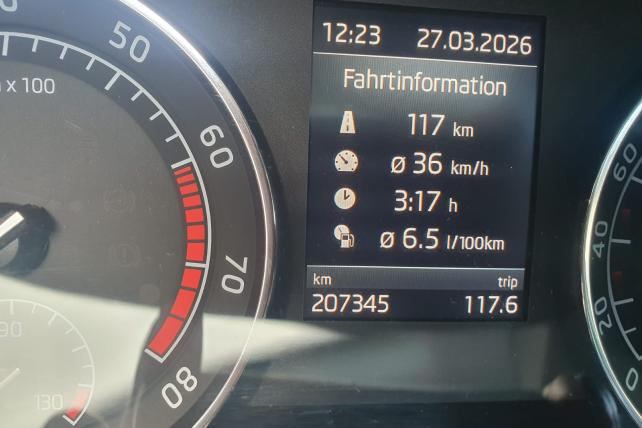 50
60
70
80
x 100
90
130
12:23 27.03.2026
Fahrtinformation
117 km
ø 36 km/h
3:17 h
ø 6.5 l/100km
km trip
207345 117.6
60
40
20
0